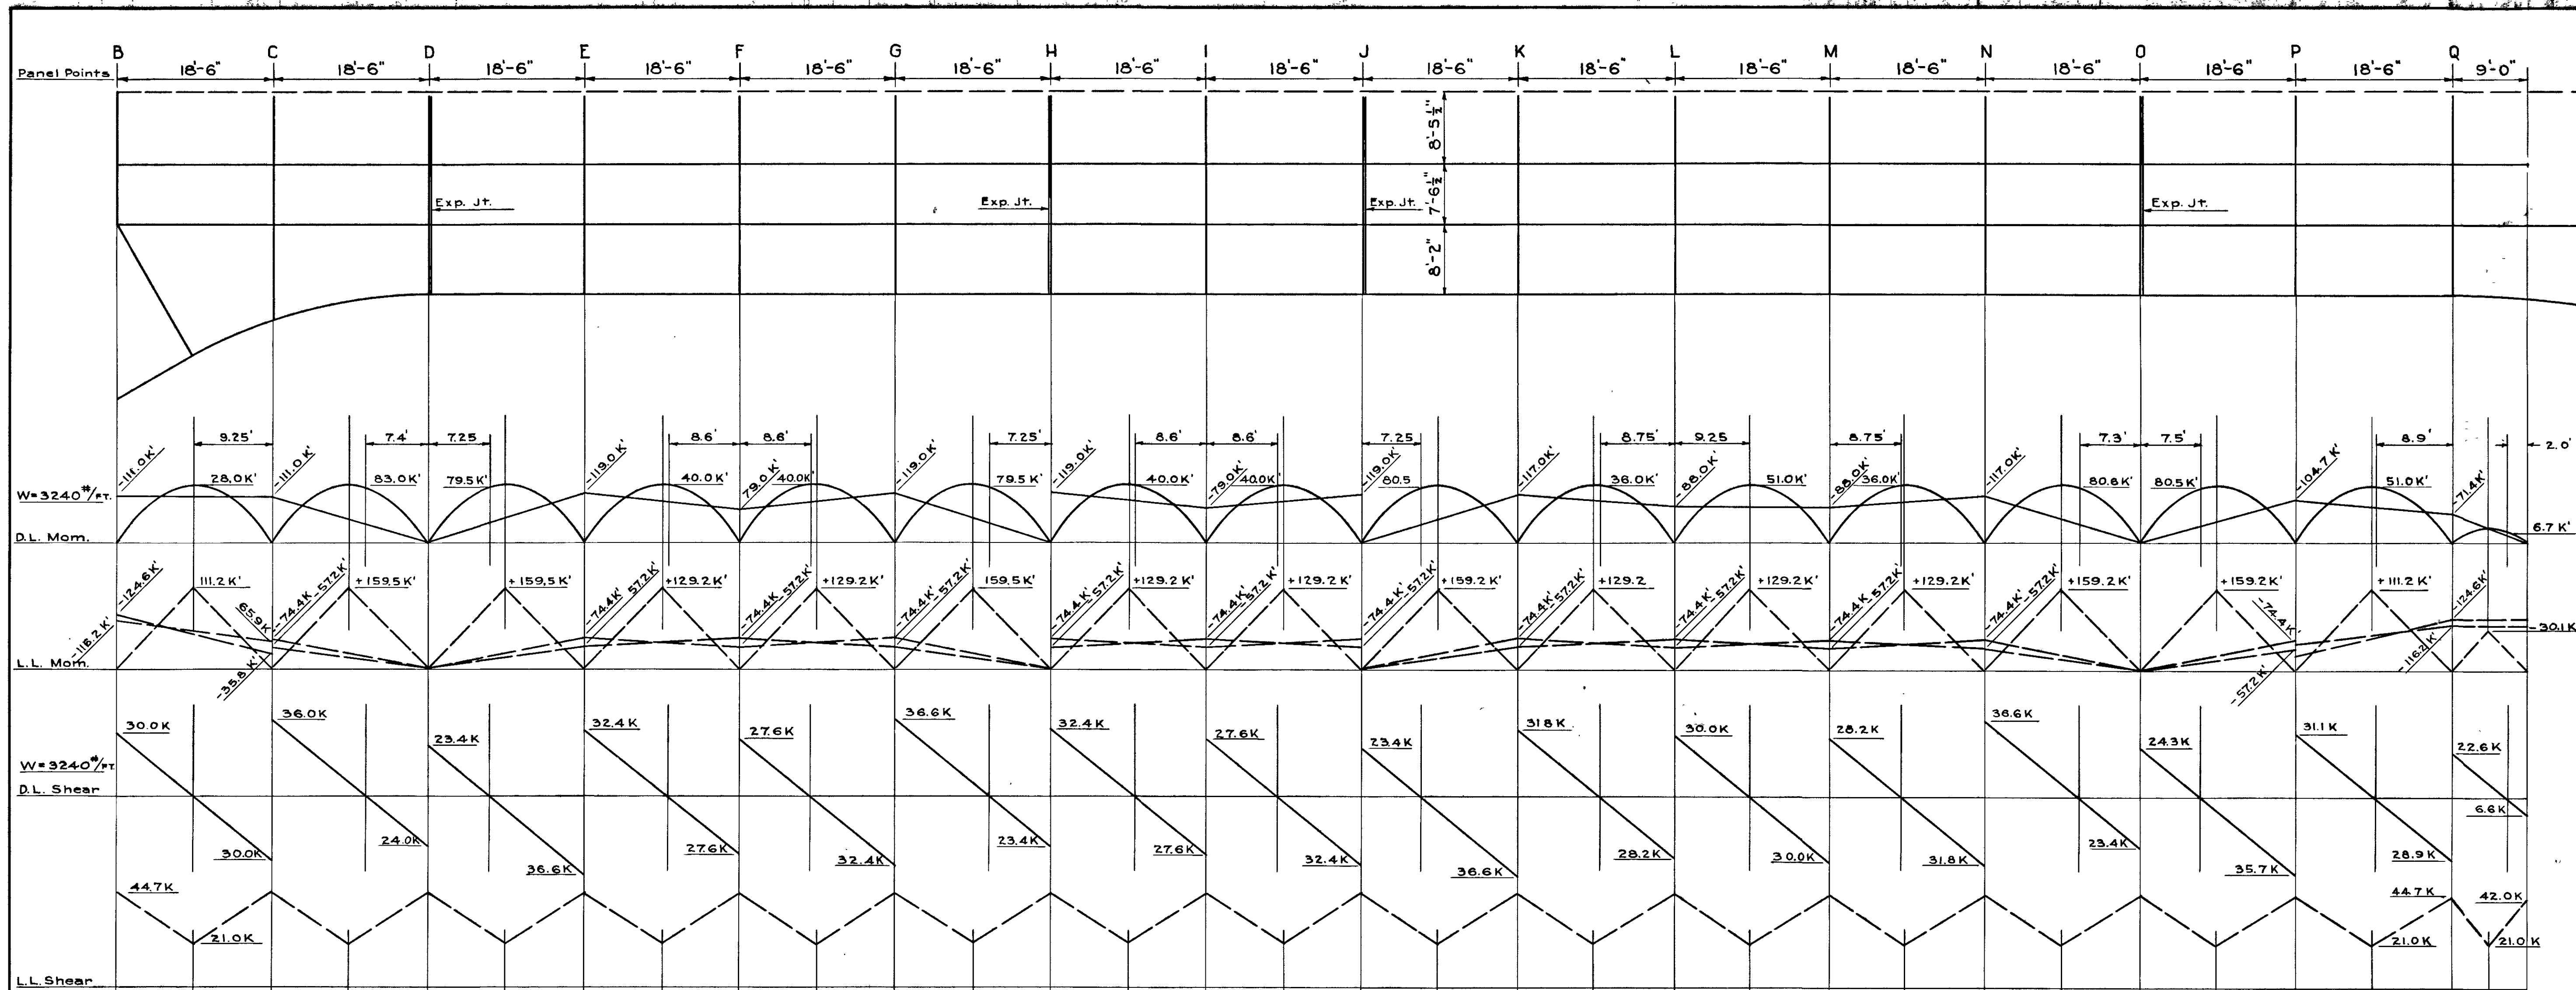 B C D E F G H I J K L M N O P Q
Panel Points 18'-6" 18'-6" 18'-6" 18'-6" 18'-6" 18'-6" 18'-6" 18'-6" 18'-6" 18'-6" 18'-6" 18'-6" 18'-6" 18'-6" 18'-6" 9'-0"
8'-5½"
7'-6½"
8'-2"
Exp. Jt. Exp. Jt. Exp. Jt. Exp. Jt.
9.25' 7.4' 7.25 8.6' 8.6' 7.25' 8.6' 8.6' 7.25 8.75' 9.25 8.75' 7.3' 7.5' 8.9' 2.0'
-111.0K' -111.0K' -119.0K' 79.0K' -119.0K' -119.0K' -79.0K' -119.0K' -117.0K' -88.0K' -88.0K' -117.0K' -104.7K' -71.4K'
W=3240#/FT. 28.0K' 83.0K' 79.5K' 40.0K' 40.0K' 79.5K' 40.0K' 40.0K' 80.5 36.0K' 51.0K' 36.0K' 80.8K' 80.5K' 51.0K' 6.7K'
D.L. Mom.
-124.6K' 65.9K -74.4K' -57.2K' -74.4K' 57.2K' -74.4K -57.2K' -74.4K' -57.2K' -74.4K' -57.2K' -74.4K' -57.2K' -74.4K' -57.2K' -74.4K' -57.2K' -74.4K' -57.2K' -74.4K -57.2K' -74.4K' -57.2K' -74.4K' -124.6K'
111.2K' +159.5K' +159.5K' +129.2K' +129.2K' 159.5K' +129.2K' +129.2K' +159.2K' +129.2 +129.2K' +129.2K' +159.2K' +159.2K' +111.2K' -30.1K
-116.2K' -35.8K' -57.2K' -116.2K'
L.L. Mom.
30.0K 36.0K 23.4K 32.4K 27.6K 36.6K 32.4K 27.6K 23.4K 31.8K 30.0K 28.2K 36.6K 24.3K 31.1K 22.6K
W=3240#/FT.
D.L. Shear
30.0K 24.0K 36.6K 27.6K 32.4K 23.4K 27.6K 32.4K 36.6K 28.2K 30.0K 31.8K 23.4K 35.7K 28.9K 6.6K
44.7K 44.7K 42.0K
21.0K 21.0K 21.0K
L.L. Shear